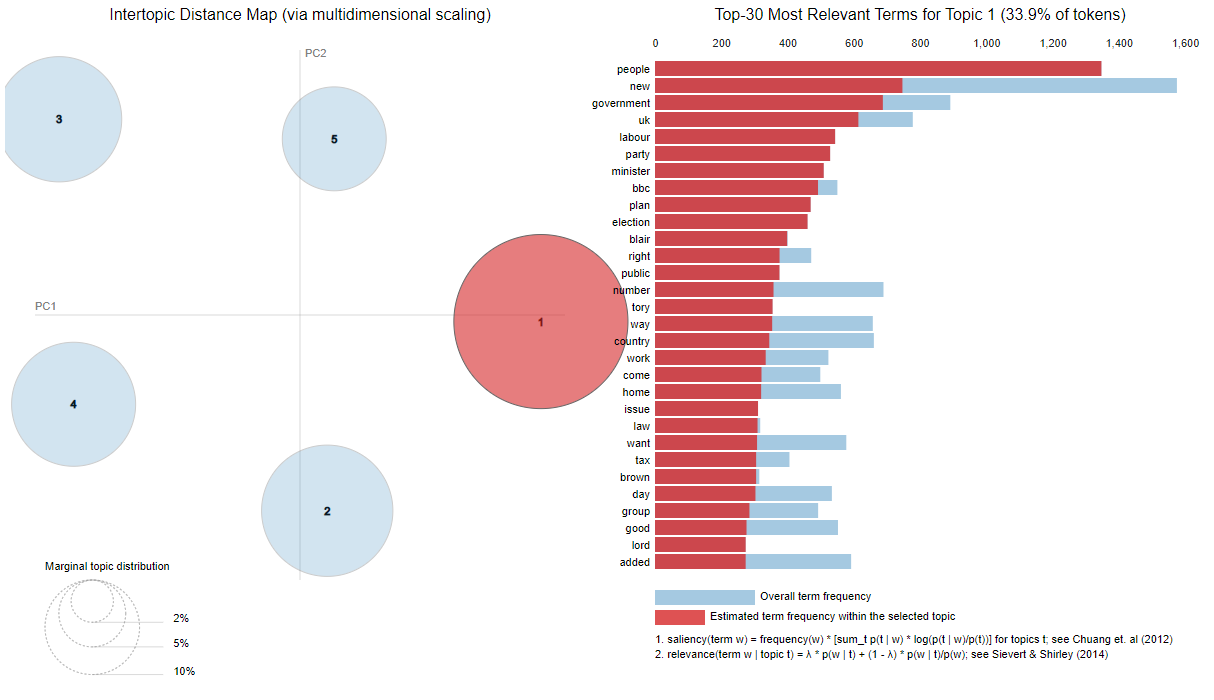 Intertopic Distance Map (via multidimensional scaling)
PC2
PC1
3
5
1
4
2
Marginal topic distribution
2%
5%
10%
Top-30 Most Relevant Terms for Topic 1 (33.9% of tokens)
0 200 400 600 800 1,000 1,200 1,400 1,600
people
new
government
uk
labour
party
minister
bbc
plan
election
blair
right
public
number
tory
way
country
work
come
home
issue
law
want
tax
brown
day
group
good
lord
added
Overall term frequency
Estimated term frequency within the selected topic
1. saliency(term w) = frequency(w) * [sum_t p(t | w) * log(p(t | w)/p(t))] for topics t; see Chuang et. al (2012)
2. relevance(term w | topic t) = λ * p(w | t) + (1 - λ) * p(w | t)/p(w); see Sievert & Shirley (2014)